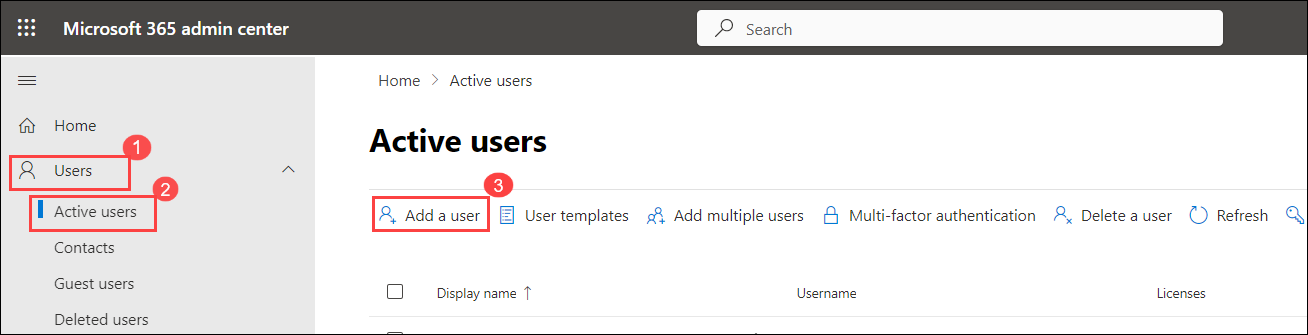 Microsoft 365 admin center
Search
Home
Users
1
Active users
2
Contacts
Guest users
Deleted users
Home > Active users
Active users
3
Add a user User templates Add multiple users Multi-factor authentication Delete a user Refresh
Display name ↑ Username Licenses